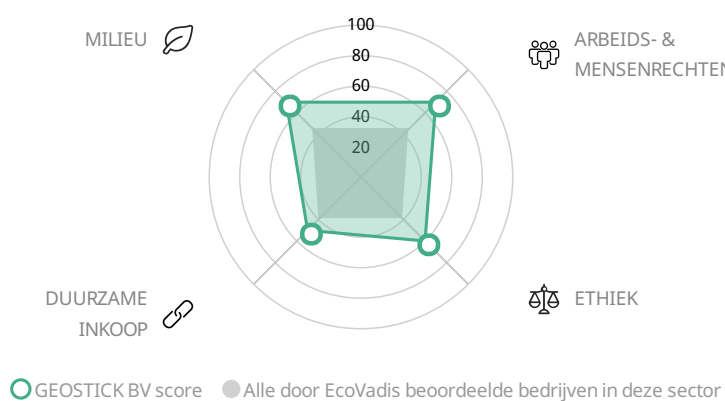 MILIEU
100
80
60
40
20
ARBEIDS- &
MENSENRECHTEN
DUURZAME
INKOOP
ETHIEK
GEOSTICK BV score
Alle door EcoVadis beoordeelde bedrijven in deze sector